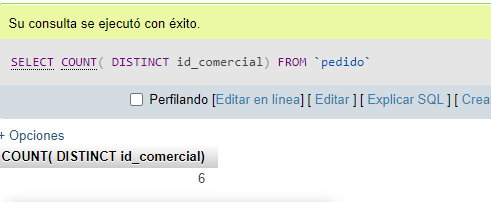 Su consulta se ejecutó con éxito.
SELECT COUNT( DISTINCT id_comercial) FROM `pedido`
Perfilando [Editar en línea] [ Editar ] [ Explicar SQL ] [ Crea
+ Opciones
COUNT( DISTINCT id_comercial)
6